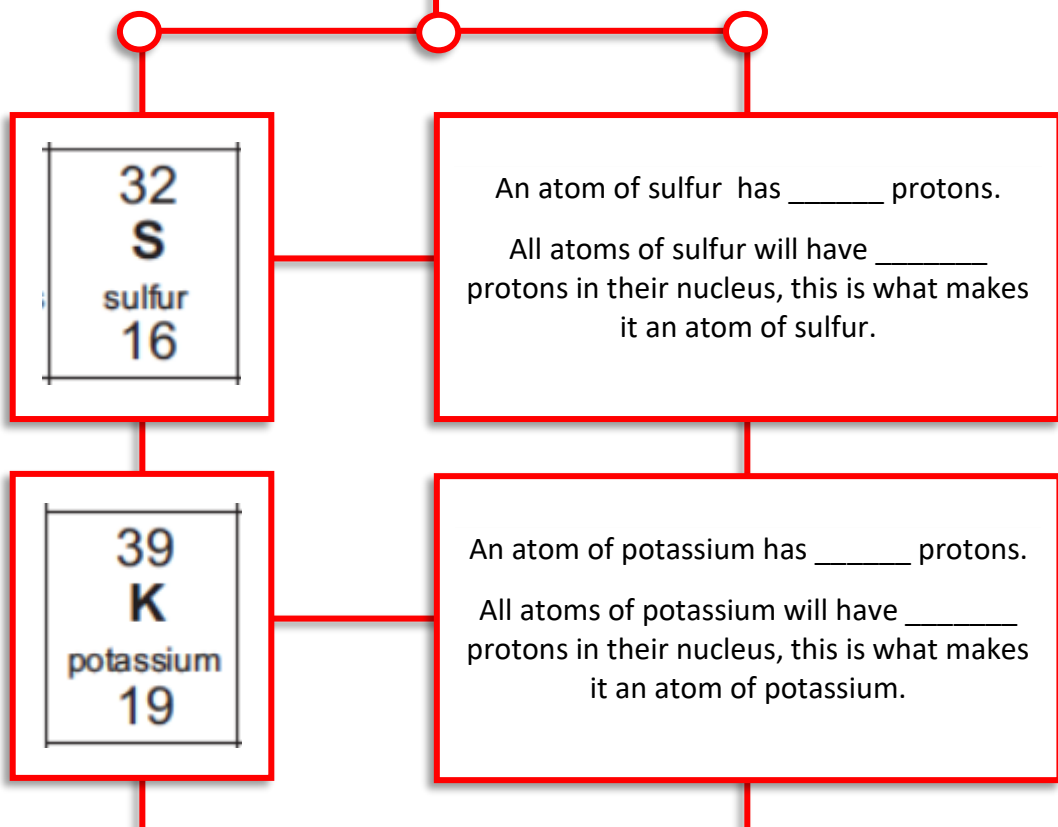 32
S
sulfur
16
An atom of sulfur  has ______ protons.
All atoms of sulfur will have _______
protons in their nucleus, this is what makes
it an atom of sulfur.
39
K
potassium
19
An atom of potassium has ______ protons.
All atoms of potassium will have _______
protons in their nucleus, this is what makes
it an atom of potassium.